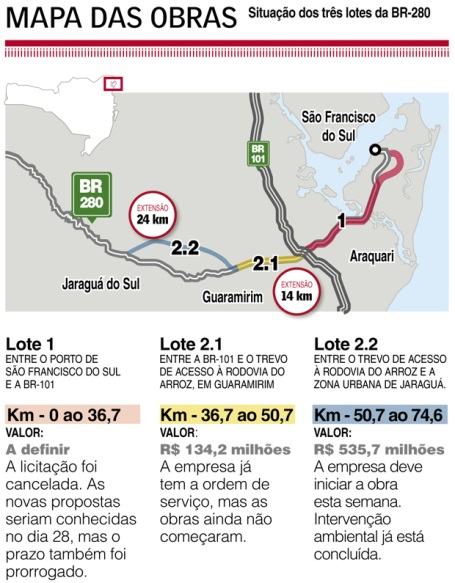 MAPA DAS OBRAS Situação dos três lotes da BR-280
São Francisco
do Sul
BR
101
BR
280
EXTENSÃO
24 km
1
2.2
2.1
Araquari
Jaraguá do Sul
Guaramirim
EXTENSÃO
14 km
Lote 1
ENTRE O PORTO DE
SÃO FRANCISCO DO SUL
E A BR-101
Km - 0 ao 36,7
VALOR:
A definir
A licitação foi
cancelada. As
novas propostas
seriam conhecidas
no dia 28, mas o
prazo também foi
prorrogado.
Lote 2.1
ENTRE A BR-101 E O TREVO
DE ACESSO À RODOVIA DO
ARROZ, EM GUARAMIRIM
Km - 36,7 ao 50,7
VALOR:
R$ 134,2 milhões
A empresa já
tem a ordem de
serviço, mas as
obras ainda não
começaram.
Lote 2.2
ENTRE O TREVO DE ACESSO
À RODOVIA DO ARROZ E A
ZONA URBANA DE JARAGUÁ.
Km - 50,7 ao 74,6
VALOR:
R$ 535,7 milhões
A empresa deve
iniciar a obra
esta semana.
Intervenção
ambiental já está
concluída.